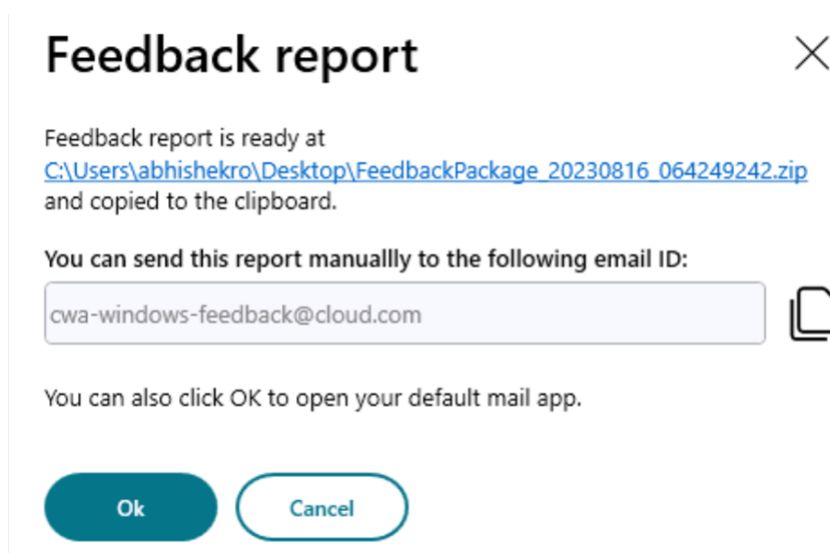 Feedback report
Feedback report is ready at
C:\Users\abhishekro\Desktop\FeedbackPackage_20230816_064249242.zip
and copied to the clipboard.
You can send this report manuallly to the following email ID:
cwa-windows-feedback@cloud.com
You can also click OK to open your default mail app.
Ok
Cancel